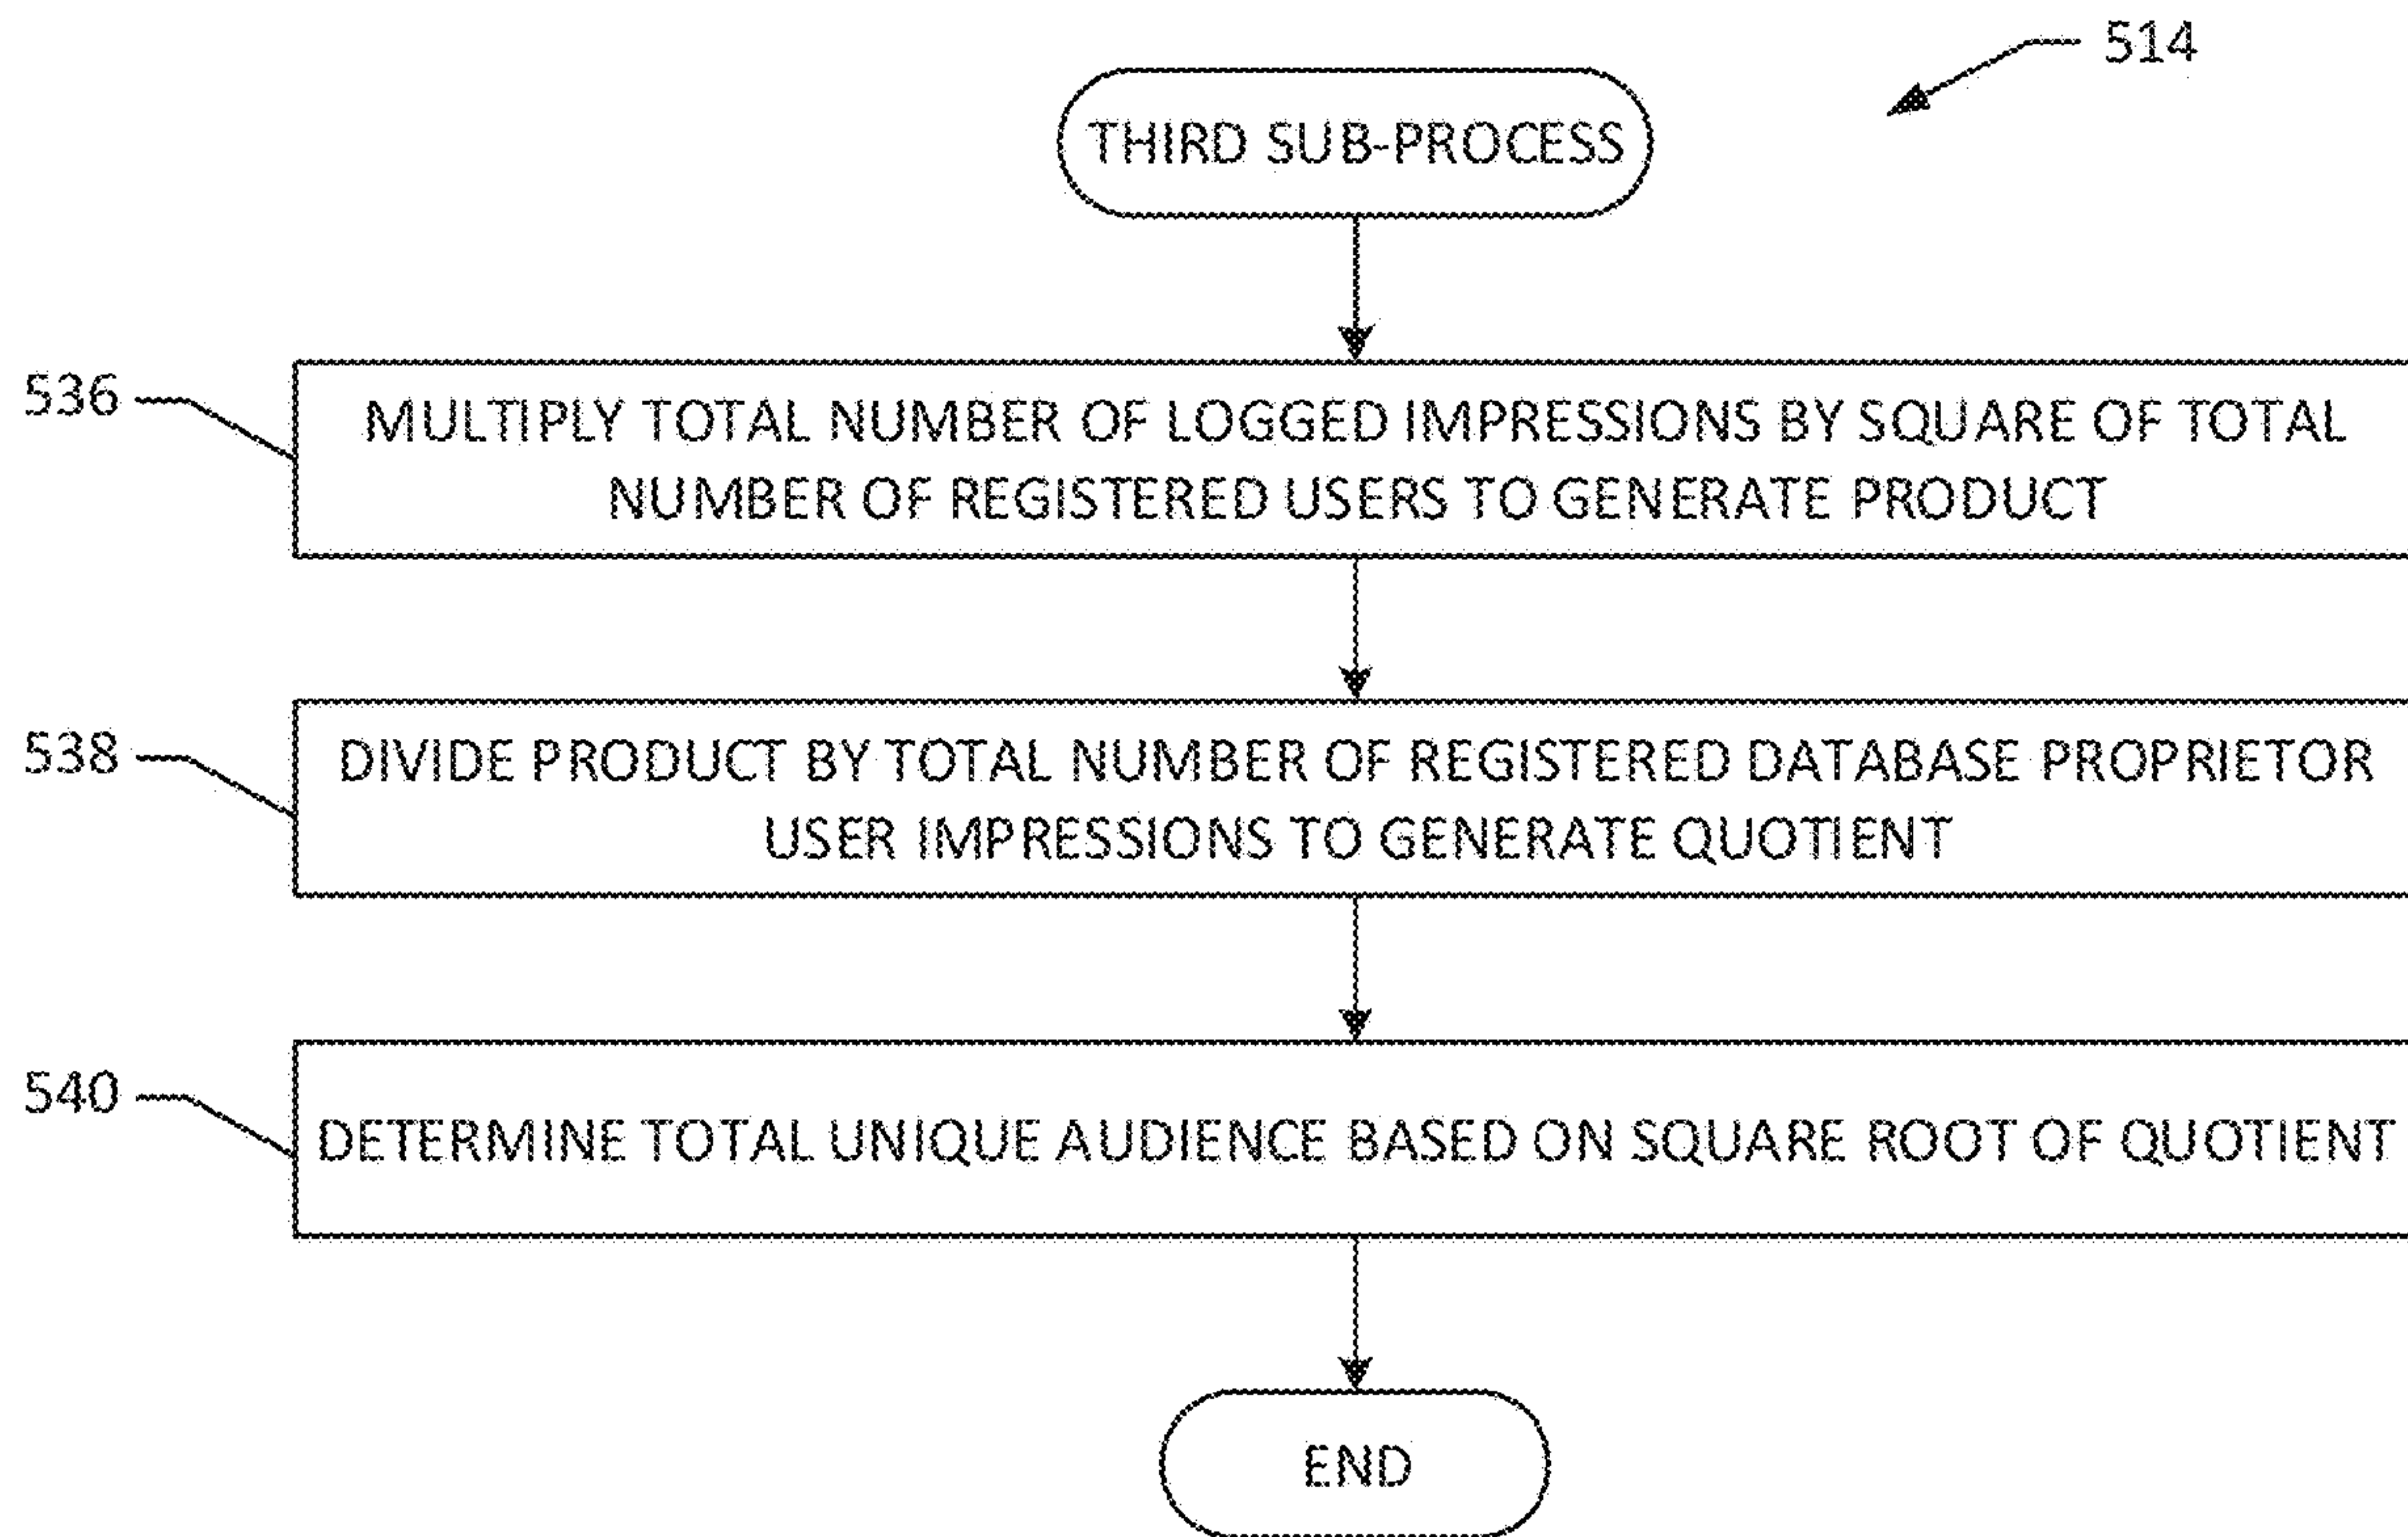 514
THIRD SUB-PROCESS
536
MULTIPLY TOTAL NUMBER OF LOGGED IMPRESSIONS BY SQUARE OF TOTAL
NUMBER OF REGISTERED USERS TO GENERATE PRODUCT
538
DIVIDE PRODUCT BY TOTAL NUMBER OF REGISTERED DATABASE PROPRIETOR
USER IMPRESSIONS TO GENERATE QUOTIENT
540
DETERMINE TOTAL UNIQUE AUDIENCE BASED ON SQUARE ROOT OF QUOTIENT
END